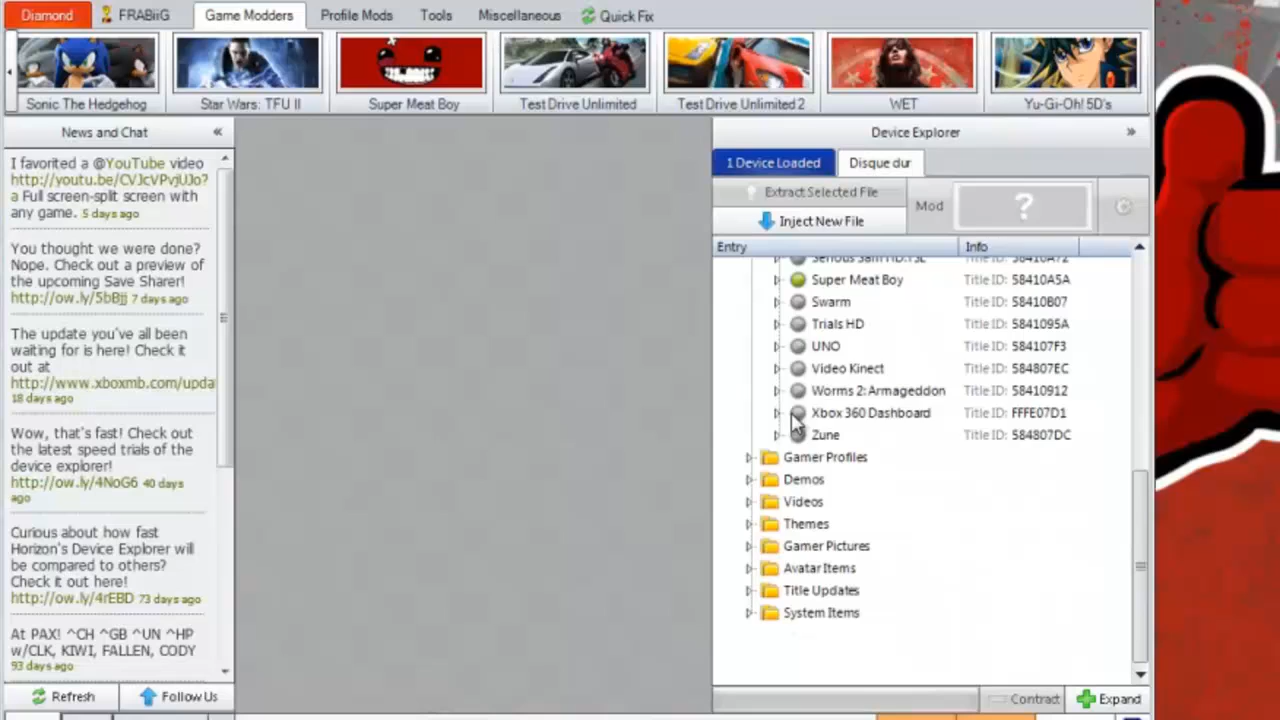 Diamond FRABiiG Game Modders Profile Mods Tools Miscellaneous Quick Fix
Sonic The Hedgehog Star Wars: TFU II Super Meat Boy Test Drive Unlimited Test Drive Unlimited 2 WET Yu-Gi-Oh! 5D's
News and Chat «
I favorited a @YouTube video
http://youtu.be/CVJcVPvjUJo?
a Full screen-split screen with
any game. 5 days ago
You thought we were done?
Nope. Check out a preview of
the upcoming Save Sharer!
http://ow.ly/5bBjj 7 days ago
The update you've all been
waiting for is here! Check it
out at
http://www.xboxmb.com/upda
18 days ago
Wow, that's fast! Check out
the latest speed trials of the
device explorer!
http://ow.ly/4NoG6 40 days
ago
Curious about how fast
Horizon's Device Explorer will
be compared to others?
Check it out here!
http://ow.ly/4rEBD 73 days ago
At PAX! ^CH ^GB ^UN ^HP
w/CLK, KIWI, FALLEN, CODY
93 days ago
Refresh Follow Us
Device Explorer »
1 Device Loaded Disque dur
Extract Selected File
Inject New File
Mod ?
Entry Info
Serious Sam HD:TSE Title ID: 58410A72
Super Meat Boy Title ID: 58410A5A
Swarm Title ID: 58410B07
Trials HD Title ID: 5841095A
UNO Title ID: 584107F3
Video Kinect Title ID: 584807EC
Worms 2: Armageddon Title ID: 58410912
Xbox 360 Dashboard Title ID: FFFE07D1
Zune Title ID: 584807DC
Gamer Profiles
Demos
Videos
Themes
Gamer Pictures
Avatar Items
Title Updates
System Items
Contract Expand